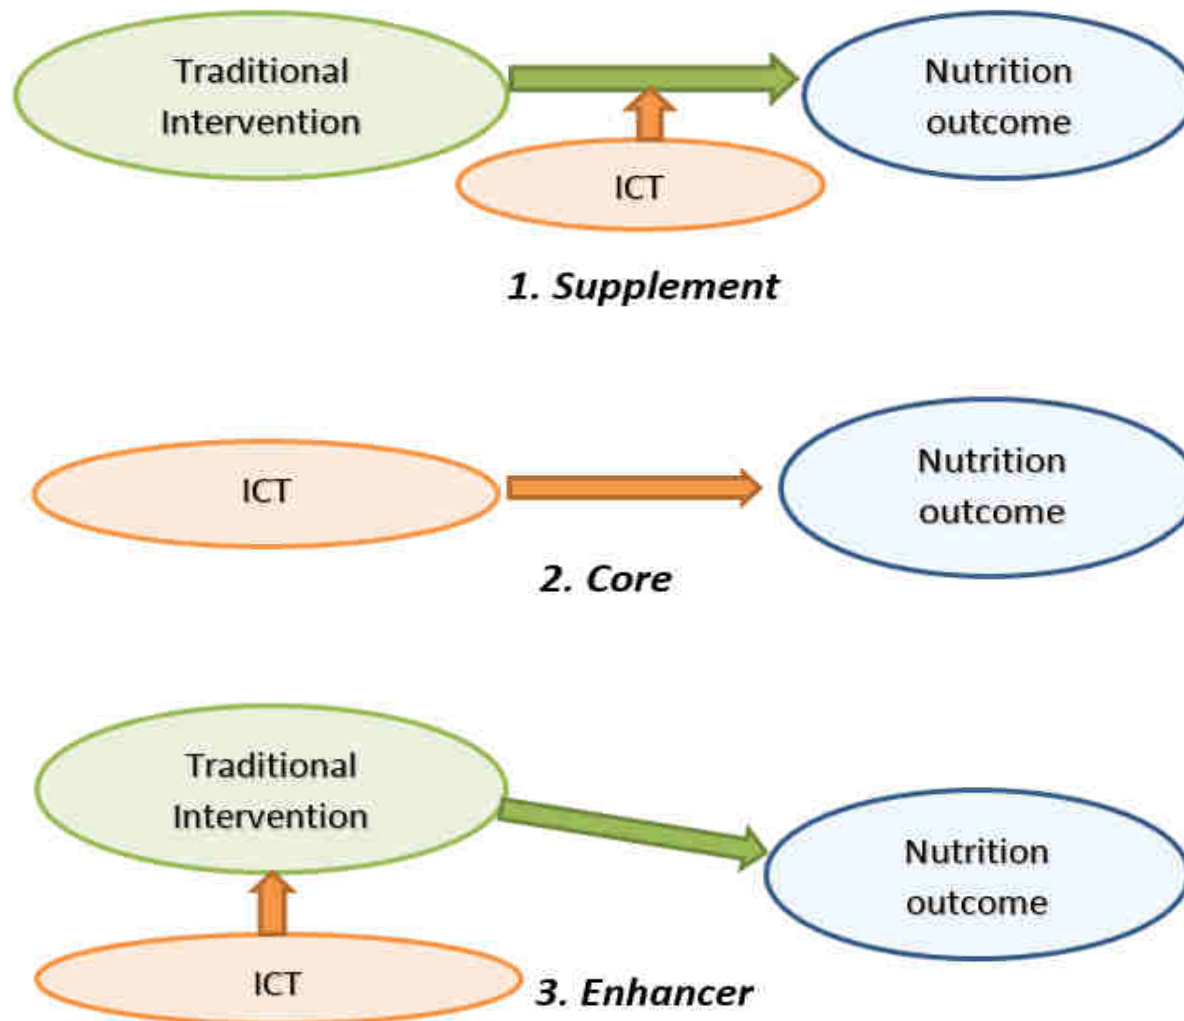 Traditional
Intervention
Nutrition
outcome
ICT
1. Supplement
ICT
Nutrition
outcome
2. Core
Traditional
Intervention
Nutrition
outcome
ICT
3. Enhancer